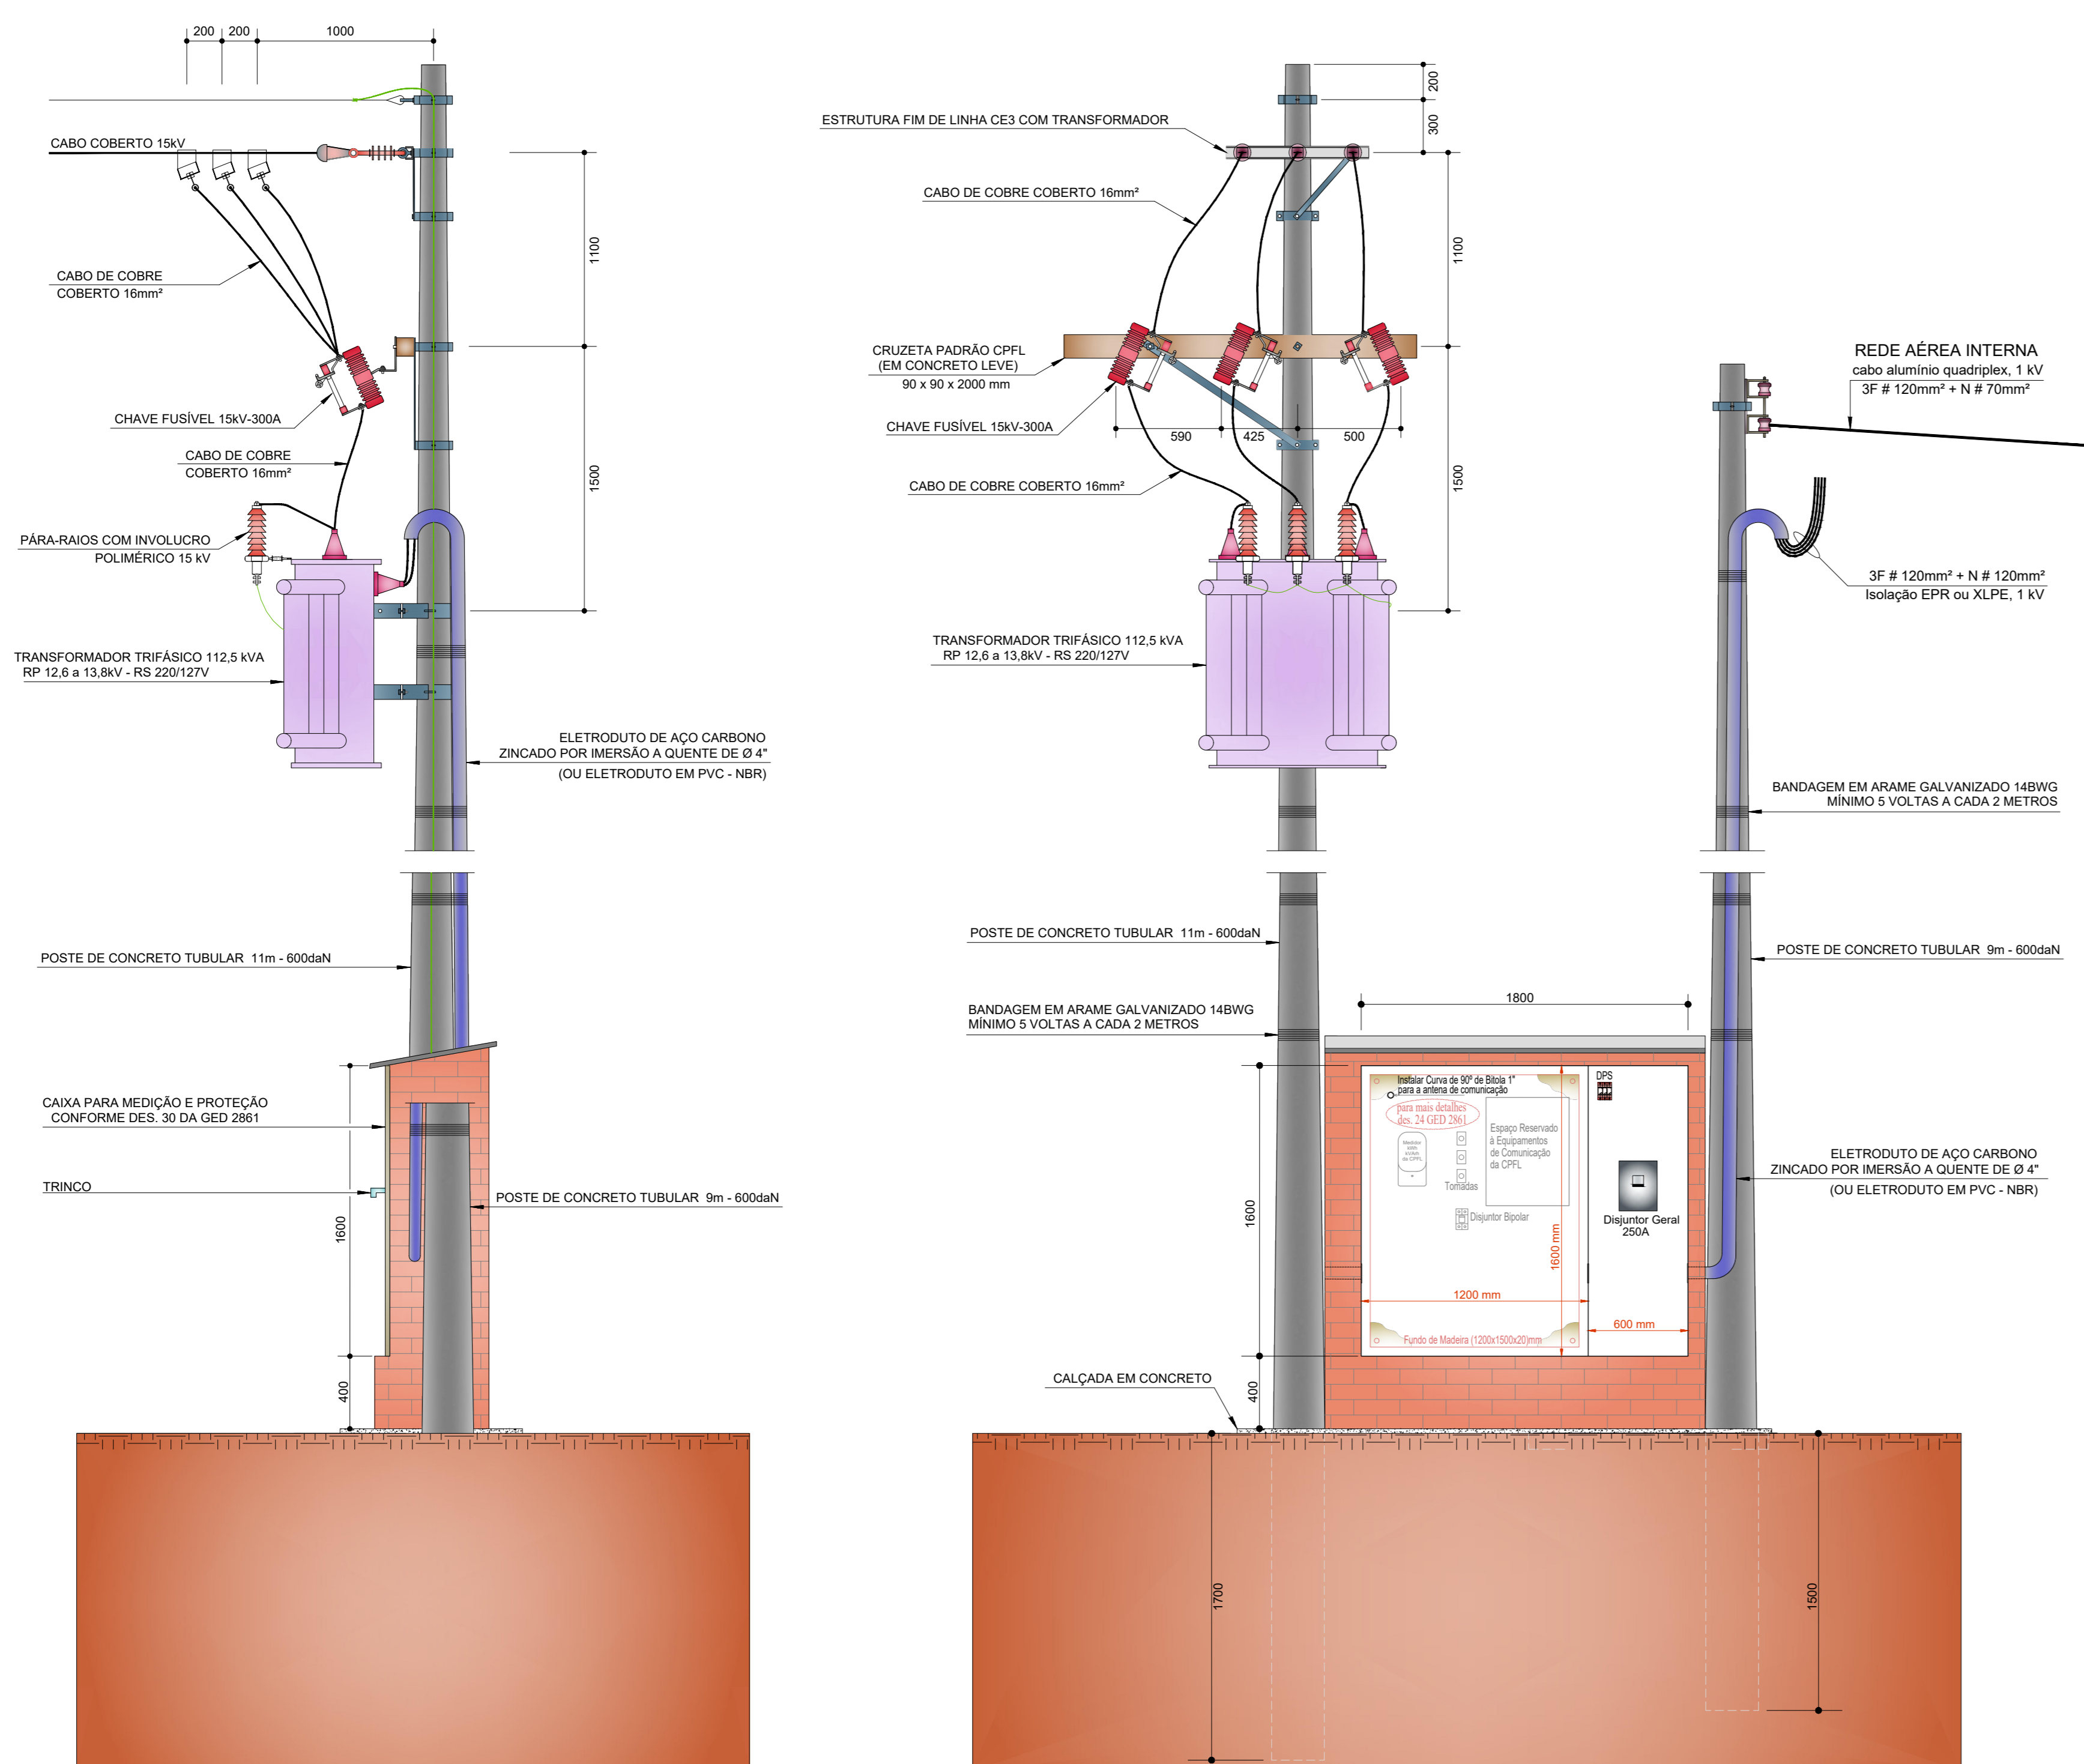 200
200
1000
CABO COBERTO 15kV
CABO DE COBRE
COBERTO 16mm²
CHAVE FUSÍVEL 15kV-300A
CABO DE COBRE
COBERTO 16mm²
PÁRA-RAIOS COM INVOLUCRO
POLIMÉRICO 15 kV
TRANSFORMADOR TRIFÁSICO 112,5 kVA
RP 12,6 a 13,8kV - RS 220/127V
1100
1500
ELETRODUTO DE AÇO CARBONO
ZINCADO POR IMERSÃO A QUENTE DE Ø 4"
(OU ELETRODUTO EM PVC - NBR)
POSTE DE CONCRETO TUBULAR 11m - 600daN
CAIXA PARA MEDIÇÃO E PROTEÇÃO
CONFORME DES. 30 DA GED 2861
TRINCO
1600
400
POSTE DE CONCRETO TUBULAR 9m - 600daN
200
300
ESTRUTURA FIM DE LINHA CE3 COM TRANSFORMADOR
CABO DE COBRE COBERTO 16mm²
1100
CRUZETA PADRÃO CPFL
(EM CONCRETO LEVE)
90 x 90 x 2000 mm
CHAVE FUSÍVEL 15kV-300A
590
425
500
1500
CABO DE COBRE COBERTO 16mm²
TRANSFORMADOR TRIFÁSICO 112,5 kVA
RP 12,6 a 13,8kV - RS 220/127V
POSTE DE CONCRETO TUBULAR 11m - 600daN
BANDAGEM EM ARAME GALVANIZADO 14BWG
MÍNIMO 5 VOLTAS A CADA 2 METROS
REDE AÉREA INTERNA
cabo alumínio quadriplex, 1 kV
3F # 120mm² + N # 70mm²
3F # 120mm² + N # 120mm²
Isolação EPR ou XLPE, 1 kV
BANDAGEM EM ARAME GALVANIZADO 14BWG
MÍNIMO 5 VOLTAS A CADA 2 METROS
POSTE DE CONCRETO TUBULAR 9m - 600daN
1800
Instalar Curva de 90º de Bitola 1"
para a antena de comunicação
para mais detalhes
des. 24 GED 2861
Medidor
kWh
kVArh
da CPFL
Tomadas
Espaço Reservado
à Equipamentos
de Comunicação
da CPFL
Disjuntor Bipolar
DPS
Disjuntor Geral
250A
1600
1600 mm
1200 mm
600 mm
Fundo de Madeira (1200x1500x20)mm
ELETRODUTO DE AÇO CARBONO
ZINCADO POR IMERSÃO A QUENTE DE Ø 4"
(OU ELETRODUTO EM PVC - NBR)
400
CALÇADA EM CONCRETO
1700
1500